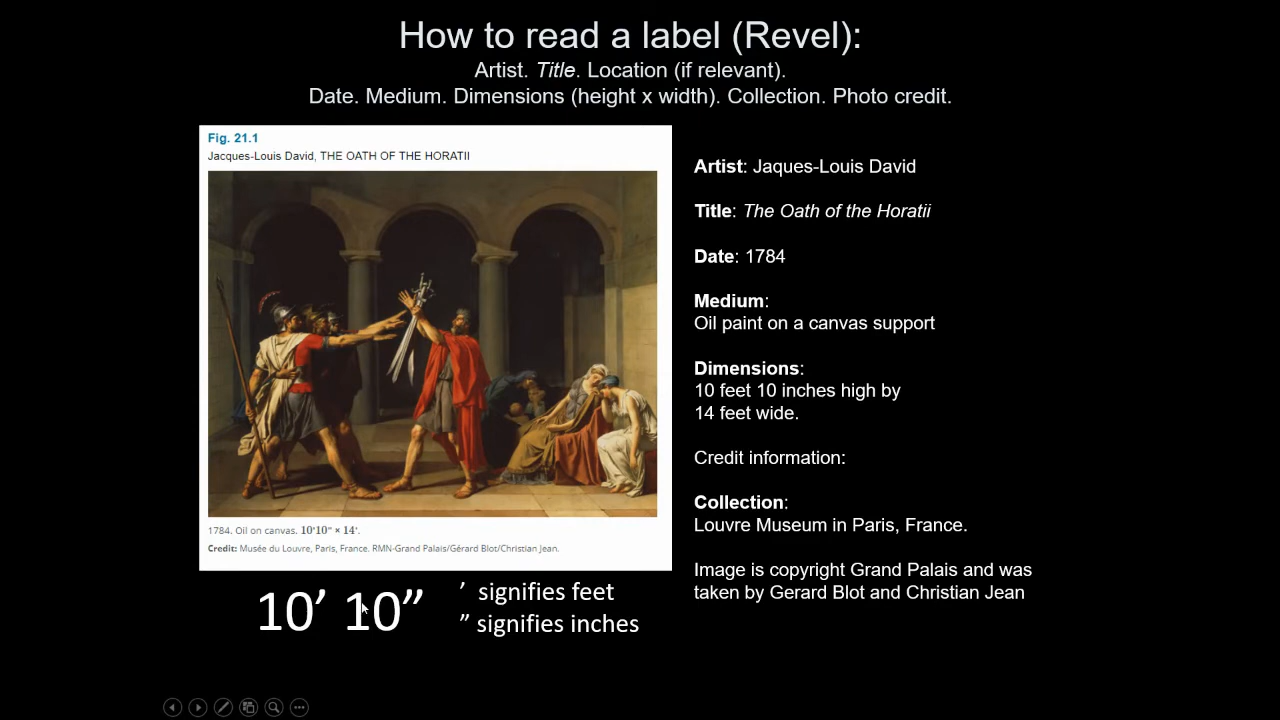 How to read a label (Revel):
Artist. Title. Location (if relevant).
Date. Medium. Dimensions (height x width). Collection. Photo credit.
Fig. 21.1
Jacques-Louis David, THE OATH OF THE HORATII
1784. Oil on canvas. 10'10" × 14'.
Credit: Musée du Louvre, Paris, France. RMN-Grand Palais/Gérard Blot/Christian Jean.
10’ 10”
’ signifies feet
” signifies inches
Artist: Jaques-Louis David
Title: The Oath of the Horatii
Date: 1784
Medium:
Oil paint on a canvas support
Dimensions:
10 feet 10 inches high by
14 feet wide.
Credit information:
Collection:
Louvre Museum in Paris, France.
Image is copyright Grand Palais and was
taken by Gerard Blot and Christian Jean